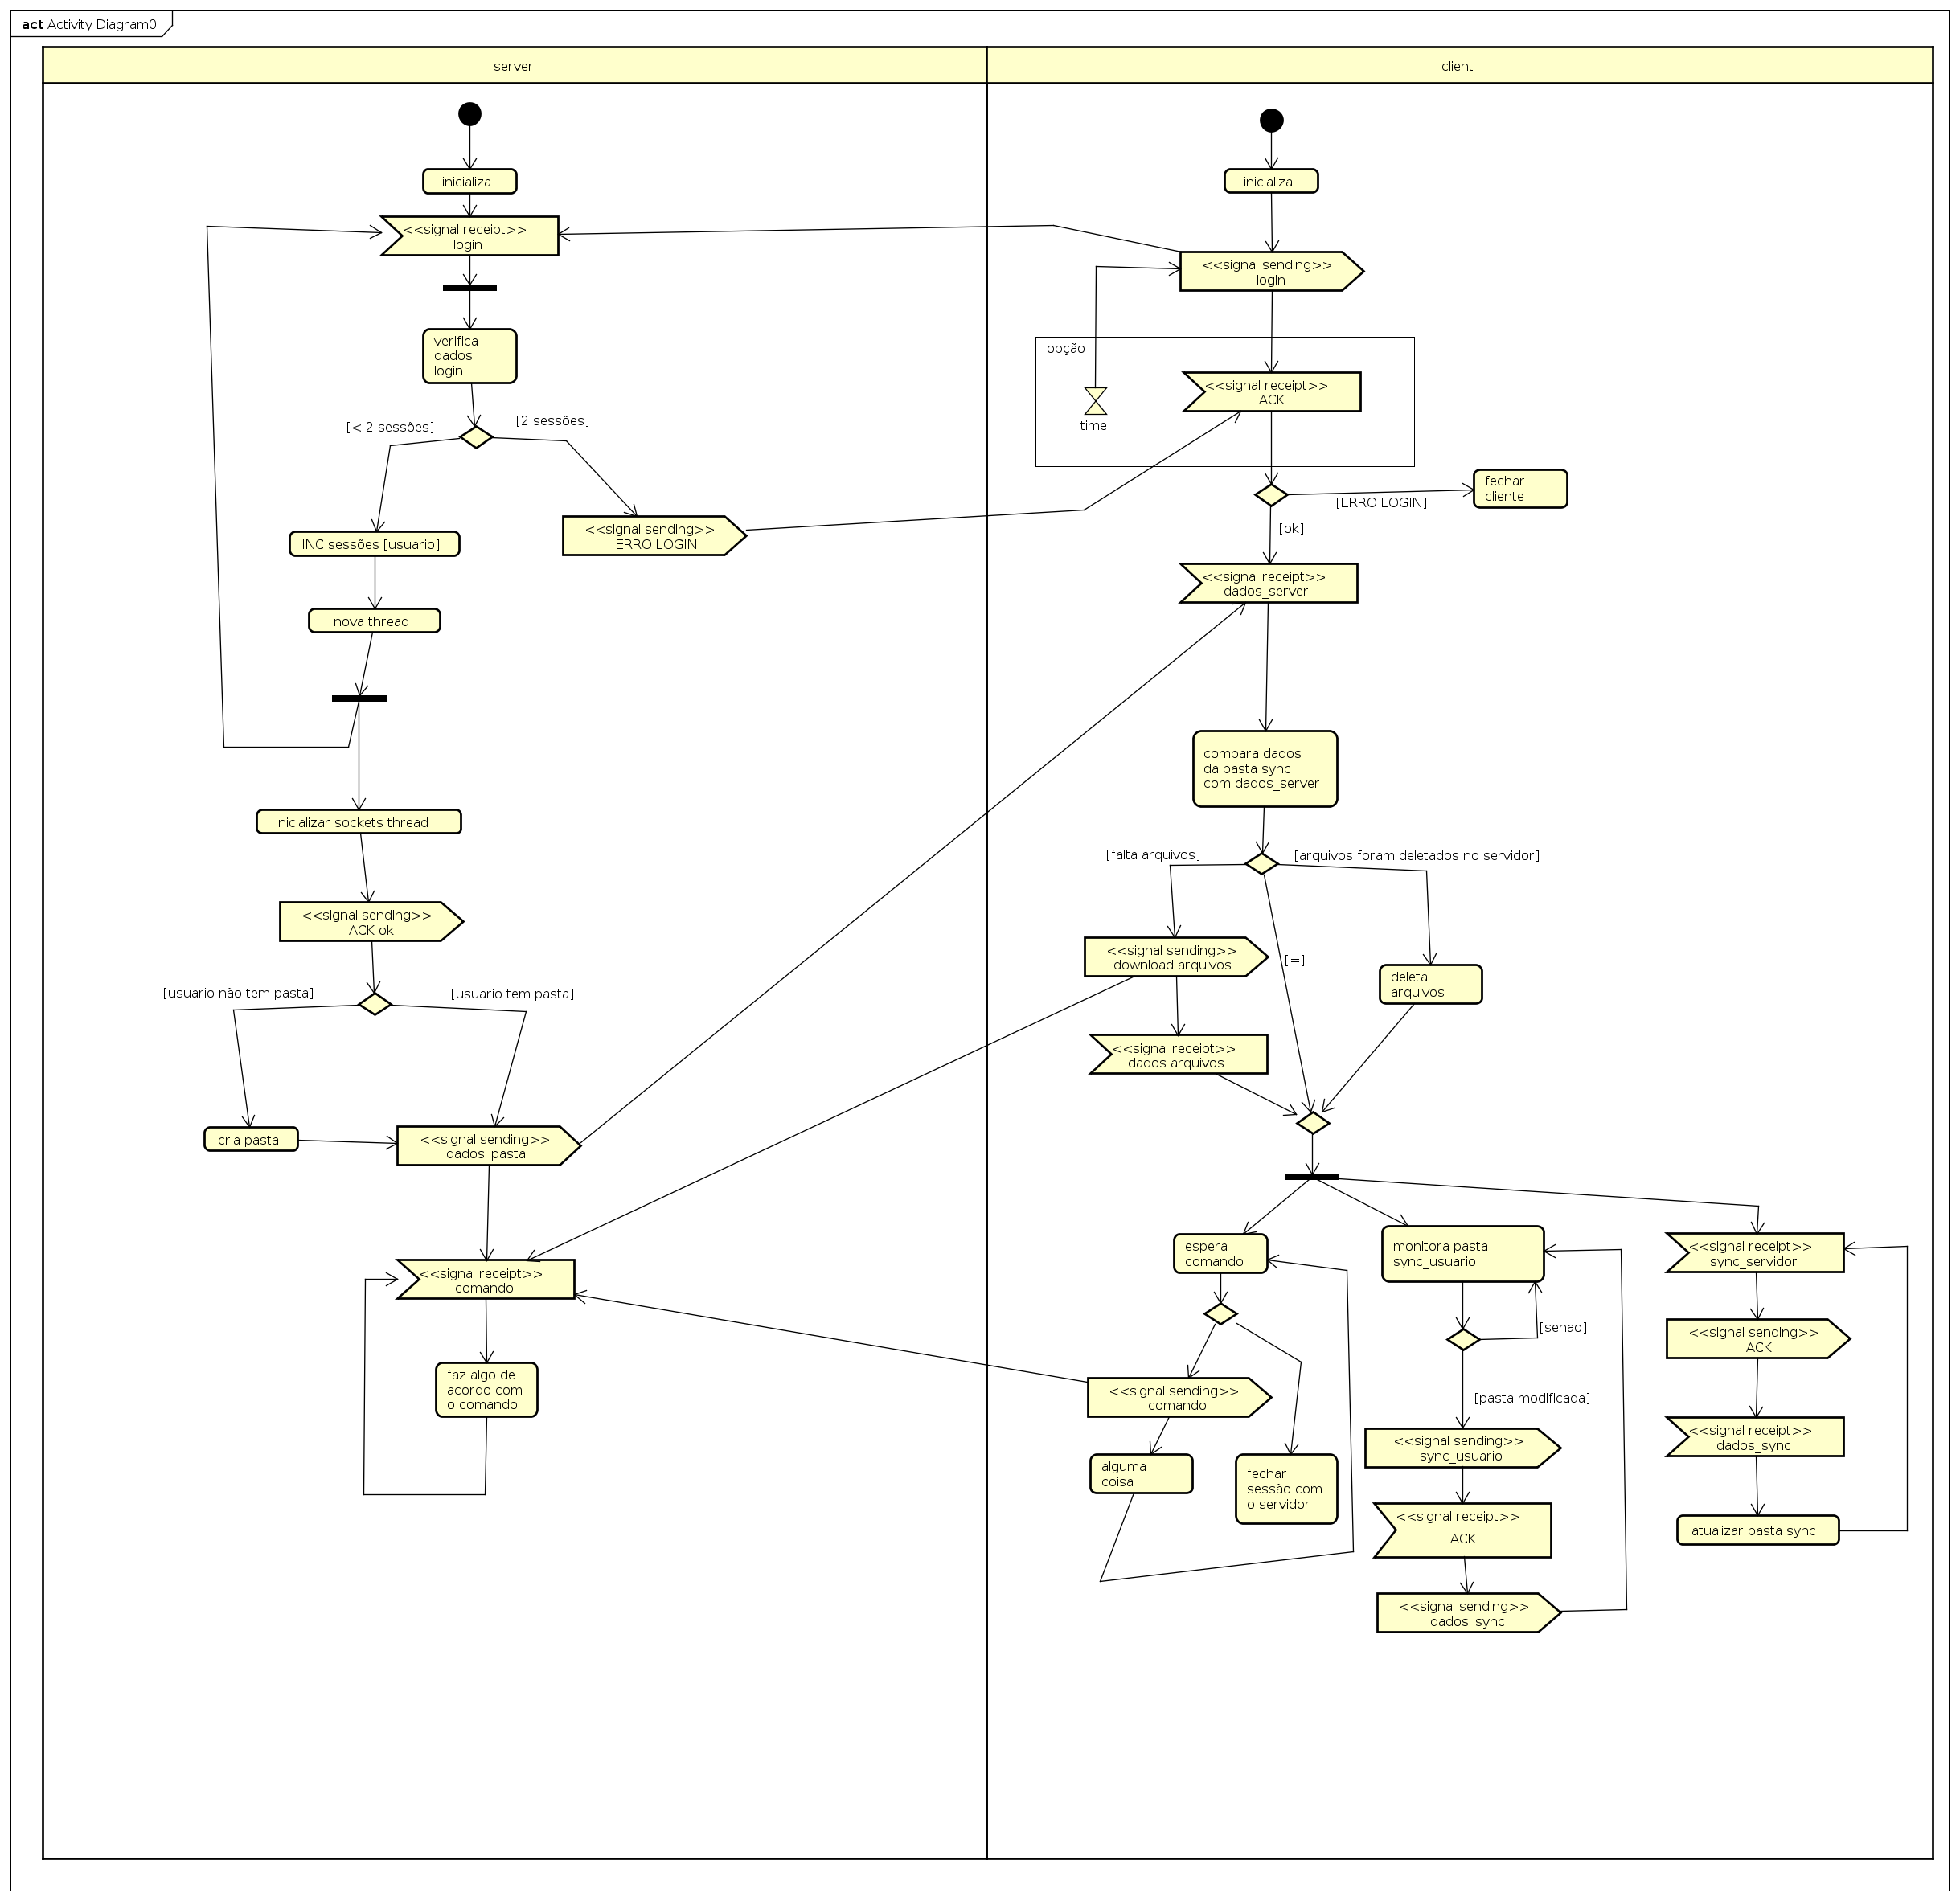 act Activity Diagram0
server
client
inicializa
<<signal receipt>>
login
verifica
dados
login
[< 2 sessões]
[2 sessões]
INC sessões [usuario]
<<signal sending>>
ERRO LOGIN
nova thread
inicializar sockets thread
<<signal sending>>
ACK ok
[usuario não tem pasta]
[usuario tem pasta]
cria pasta
<<signal sending>>
dados_pasta
<<signal receipt>>
comando
faz algo de
acordo com
o comando
inicializa
<<signal sending>>
login
opção
<<signal receipt>>
ACK
time
fechar
cliente
[ERRO LOGIN]
[ok]
<<signal receipt>>
dados_server
compara dados
da pasta sync
com dados_server
[falta arquivos]
[arquivos foram deletados no servidor]
<<signal sending>>
download arquivos
[=]
deleta
arquivos
<<signal receipt>>
dados arquivos
espera
comando
<<signal sending>>
comando
alguma
coisa
fechar
sessão com
o servidor
monitora pasta
sync_usuario
[senao]
[pasta modificada]
<<signal sending>>
sync_usuario
<<signal receipt>>
ACK
<<signal sending>>
dados_sync
<<signal receipt>>
sync_servidor
<<signal sending>>
ACK
<<signal receipt>>
dados_sync
atualizar pasta sync